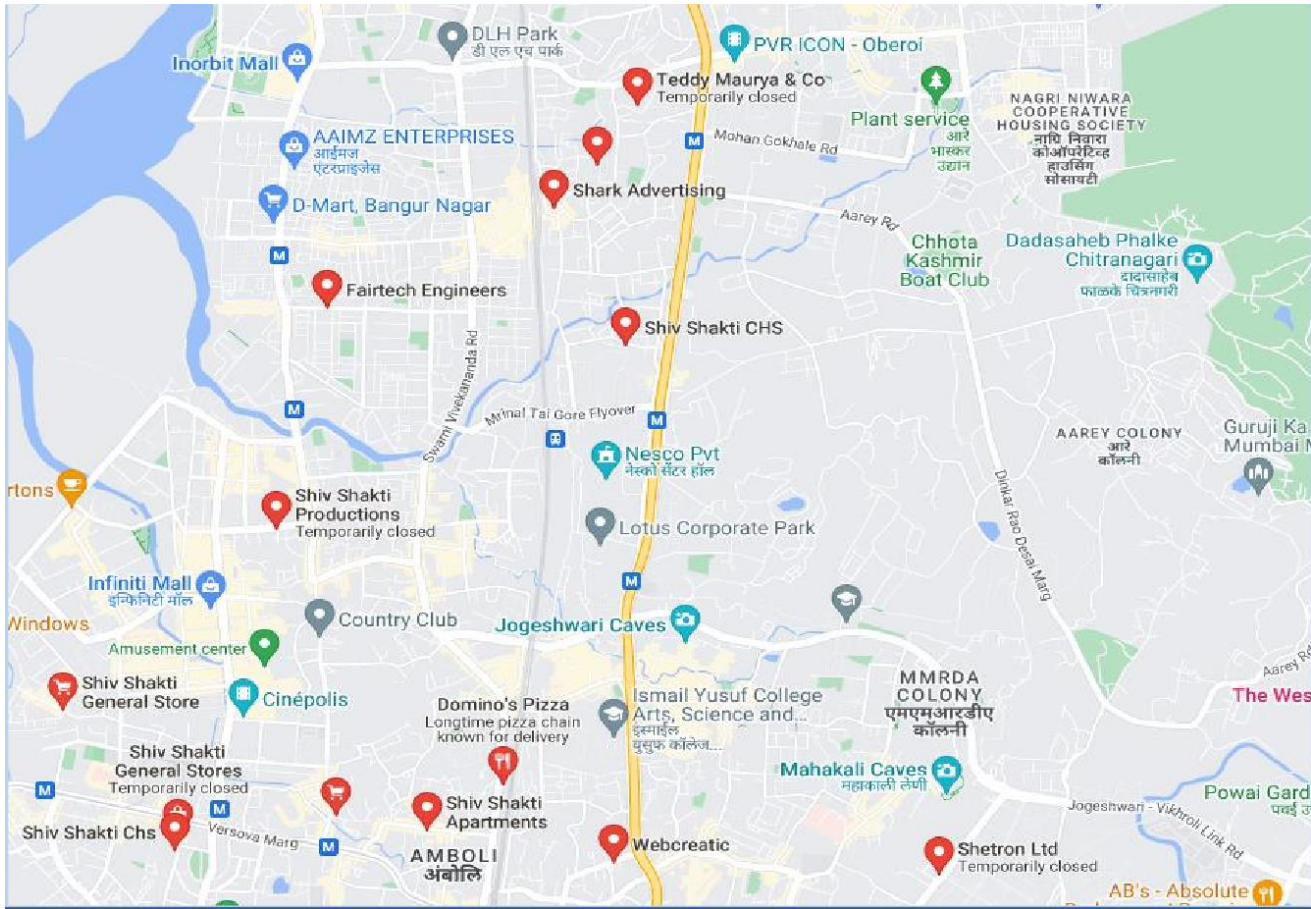 DLH Park
डी एल एच पार्क
PVR ICON - Oberoi
Inorbit Mall
Teddy Maurya & Co
Temporarily closed
Plant service
आरे
भास्कर
उद्यान
NAGRI NIWARA
COOPERATIVE
HOUSING SOCIETY
नाग्रि निवारा
कोऑपरेटिव्ह
हाउसिंग
सोसायटी
AAIMZ ENTERPRISES
आईमज
एंटरप्राइजेस
M
Mohan Gokhale Rd
Shark Advertising
D-Mart, Bangur Nagar
M
Aarey Rd
Chhota
Kashmir
Boat Club
Dadasaheb Phalke
Chitranagari
दादासाहेब
फाळके चित्रनगरी
Fairtech Engineers
Shiv Shakti CHS
Swami Vivekananda Rd
M
Mrinal Tai Gore Flyover
M
AAREY COLONY
आरे
कॉलनी
Guruji Ka
Mumbai
Nesco Pvt
नेस्को सेंटर हॉल
rtons
Shiv Shakti
Productions
Temporarily closed
Lotus Corporate Park
Dinkar Rao Desai Marg
Infiniti Mall
इन्फिनिटी मॉल
M
Windows
Country Club
Jogeshwari Caves
Amusement center
Aarey Rd
Shiv Shakti
General Store
Cinépolis
Domino's Pizza
Longtime pizza chain
known for delivery
Ismail Yusuf College
Arts, Science and...
इस्माईल
युसुफ कॉलेज...
MMRDA
COLONY
एमएमआरडीए
कॉलनी
The Wes
Shiv Shakti
General Stores
Temporarily closed
Mahakali Caves
महाकाली लेणी
M
M
Shiv Shakti
Apartments
Powai Gard
पवई उ
Jogeshwari - Vikhroli Link Rd
Shiv Shakti Chs
Versova Marg
M
Webcreatic
Shetron Ltd
Temporarily closed
AMBOLI
अंबोलि
AB's - Absolute